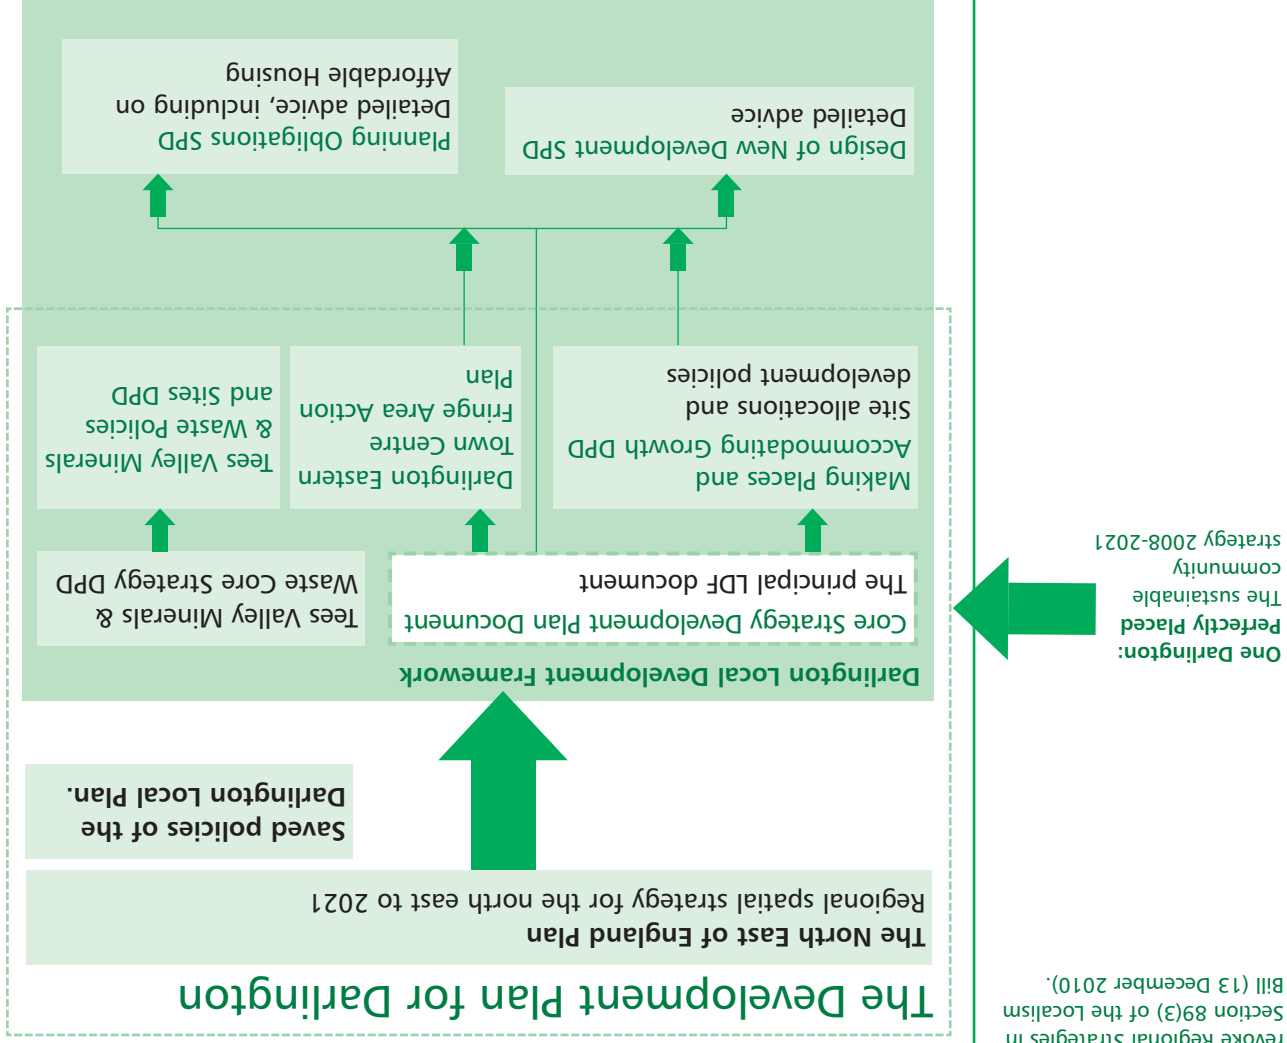 revoke Regional Strategies in
Section 89(3) of the Localism
Bill (13 December 2010).
One Darlington:
Perfectly Placed
The sustainable
community
strategy 2008-2021
The Development Plan for Darlington
The North East of England Plan
Regional spatial strategy for the north east to 2021
Saved policies of the
Darlington Local Plan.
Darlington Local Development Framework
Core Strategy Development Plan Document
The principal LDF document
Tees Valley Minerals &
Waste Core Strategy DPD
Making Places and
Accommodating Growth DPD
Site allocations and
development policies
Darlington Eastern
Town Centre
Fringe Area Action
Plan
Tees Valley Minerals
& Waste Policies
and Sites DPD
Design of New Development SPD
Detailed advice
Planning Obligations SPD
Detailed advice, including on
Affordable Housing